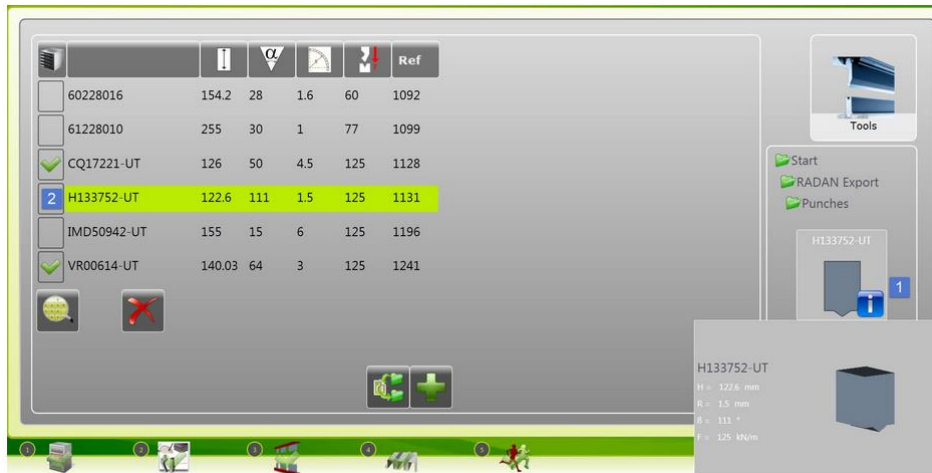 α Ref
60228016 154.2 28 1.6 60 1092
61228010 255 30 1 77 1099
CQ17221-UT 126 50 4.5 125 1128
2 H133752-UT 122.6 111 1.5 125 1131
IMD50942-UT 155 15 6 125 1196
VR00614-UT 140.03 64 3 125 1241
Tools
Start
RADAN Export
Punches
H133752-UT
i 1
H133752-UT
H = 122.6 mm
R = 1.5 mm
ß = 111 °
F = 125 kN/m
1 2 3 4 5